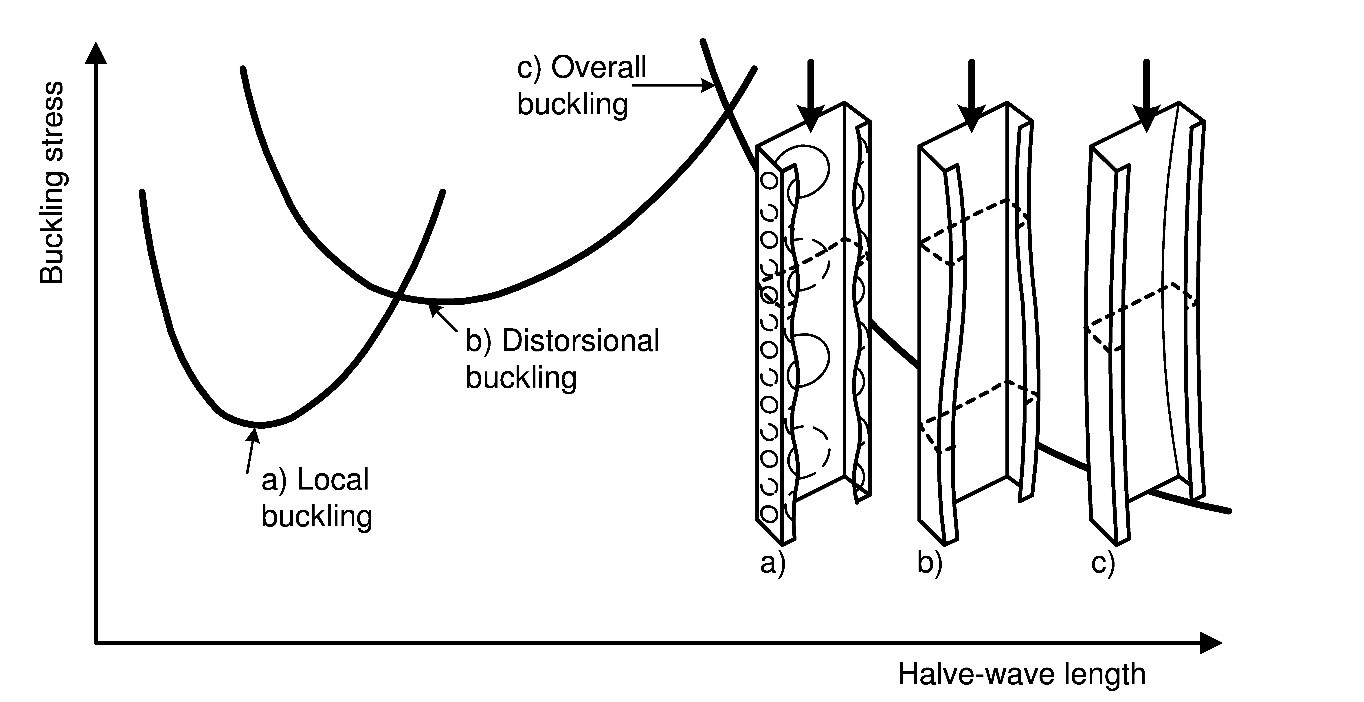 Buckling stress
c) Overall
buckling
b) Distorsional
buckling
a) Local
buckling
a)
b)
c)
Halve-wave length